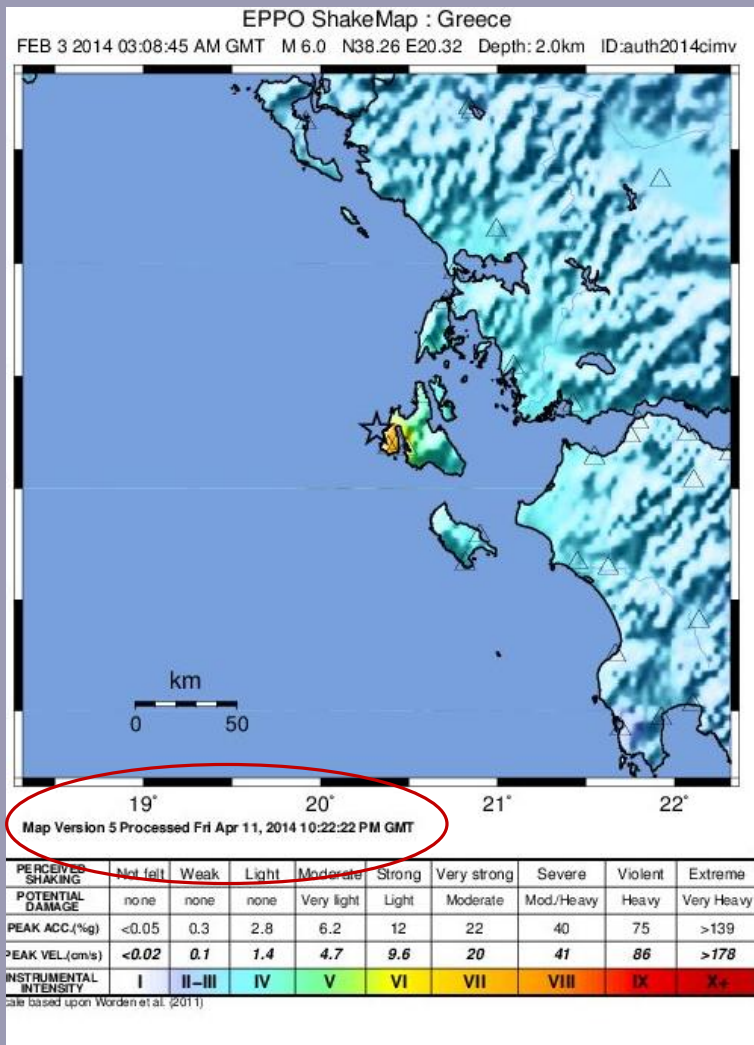 EPPO ShakeMap : Greece
FEB 3 2014 03:08:45 AM GMT M 6.0 N38.26 E20.32 Depth: 2.0km ID:auth2014cimv
km
0 50
19° 20° 21° 22°
Map Version 5 Processed Fri Apr 11, 2014 10:22:22 PM GMT
PERCEIVED SHAKING Not felt Weak Light Moderate Strong Very strong Severe Violent Extreme
POTENTIAL DAMAGE none none none Very light Light Moderate Mod./Heavy Heavy Very Heavy
PEAK ACC.(%g) <0.05 0.3 2.8 6.2 12 22 40 75 >139
PEAK VEL.(cm/s) <0.02 0.1 1.4 4.7 9.6 20 41 86 >178
INSTRUMENTAL INTENSITY I II–III IV V VI VII VIII IX X+
cale based upon Worden et al. (2011)